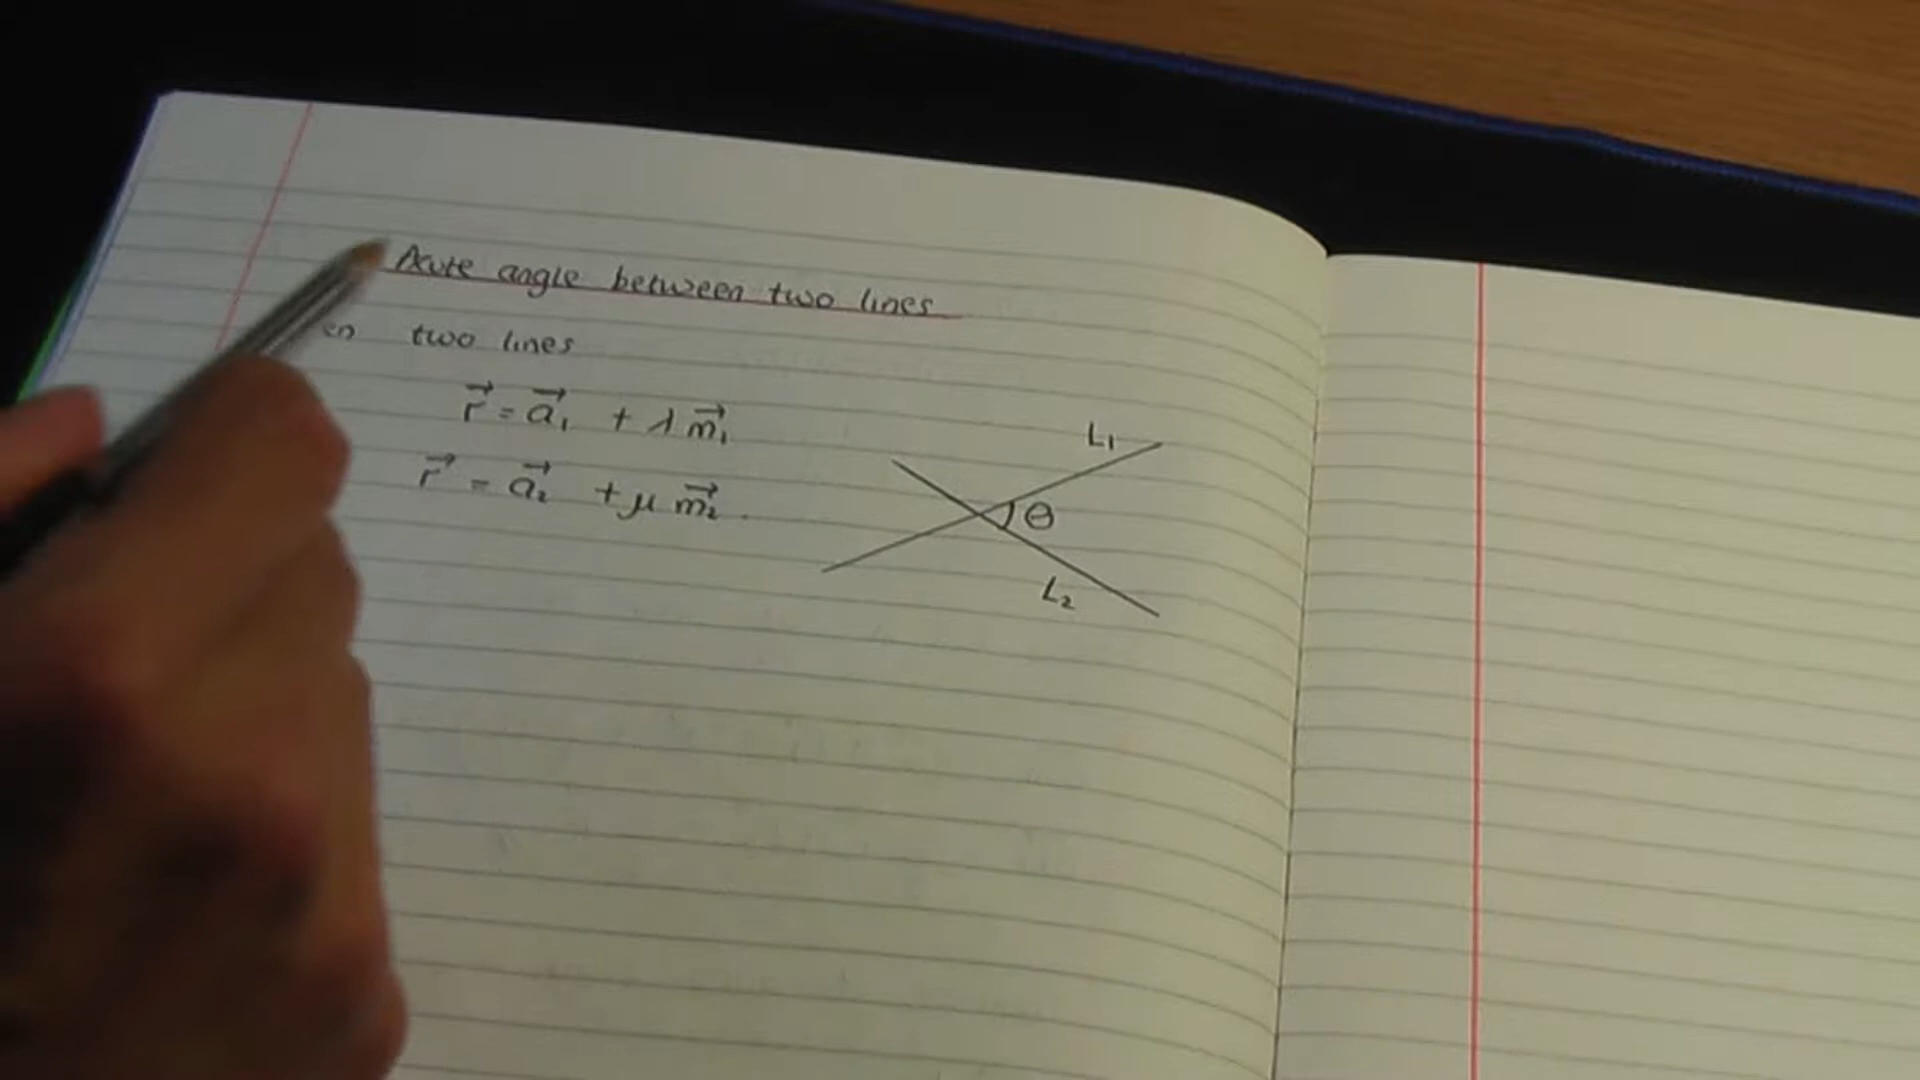 Acute angle between two lines
two lines
r⃗ = a⃗₁ + λ m⃗₁
r⃗ = a⃗₂ + μ m⃗₂.
L₁
θ
L₂